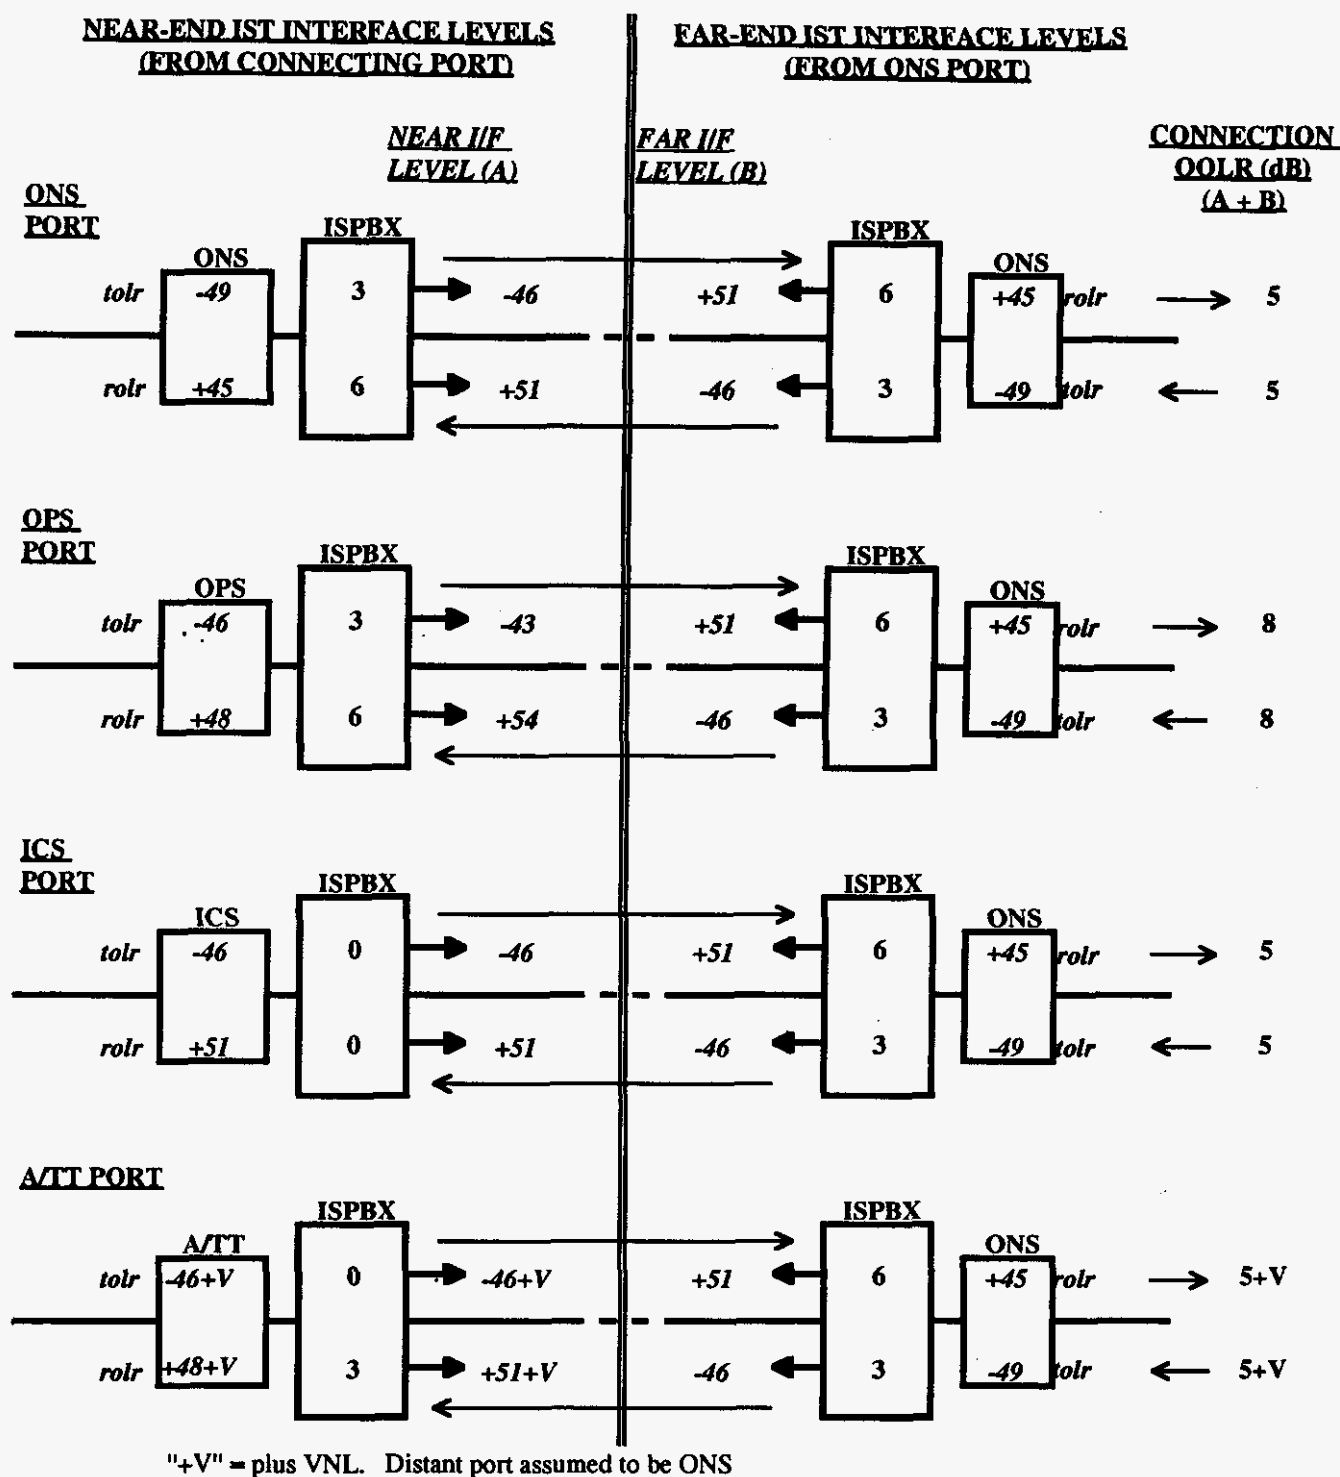 NEAR-END IST INTERFACE LEVELS
(FROM CONNECTING PORT)
FAR-END IST INTERFACE LEVELS
(FROM ONS PORT)
NEAR I/F
LEVEL (A)
FAR I/F
LEVEL (B)
CONNECTION
OOLR (dB)
(A + B)
ONS
PORT
ISPBX
ISPBX
ONS
ONS
tolr -49 3 -46 +51 6 +45 rolr 5
rolr +45 6 +51 -46 3 -49 tolr 5
OPS
PORT
ISPBX
ISPBX
OPS
ONS
tolr -46 3 -43 +51 6 +45 rolr 8
rolr +48 6 +54 -46 3 -49 tolr 8
ICS
PORT
ISPBX
ISPBX
ICS
ONS
tolr -46 0 -46 +51 6 +45 rolr 5
rolr +51 0 +51 -46 3 -49 tolr 5
A/TT PORT
ISPBX
ISPBX
A/TT
ONS
tolr -46+V 0 -46+V +51 6 +45 rolr 5+V
rolr +48+V 3 +51+V -46 3 -49 tolr 5+V
"+V" = plus VNL. Distant port assumed to be ONS